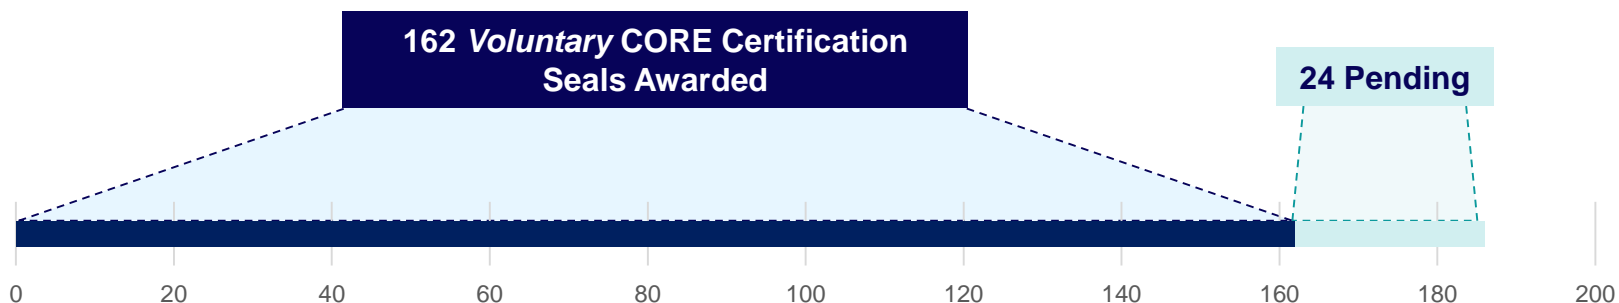 162 Voluntary CORE Certification
Seals Awarded
24 Pending
0 20 40 60 80 100 120 140 160 180 200